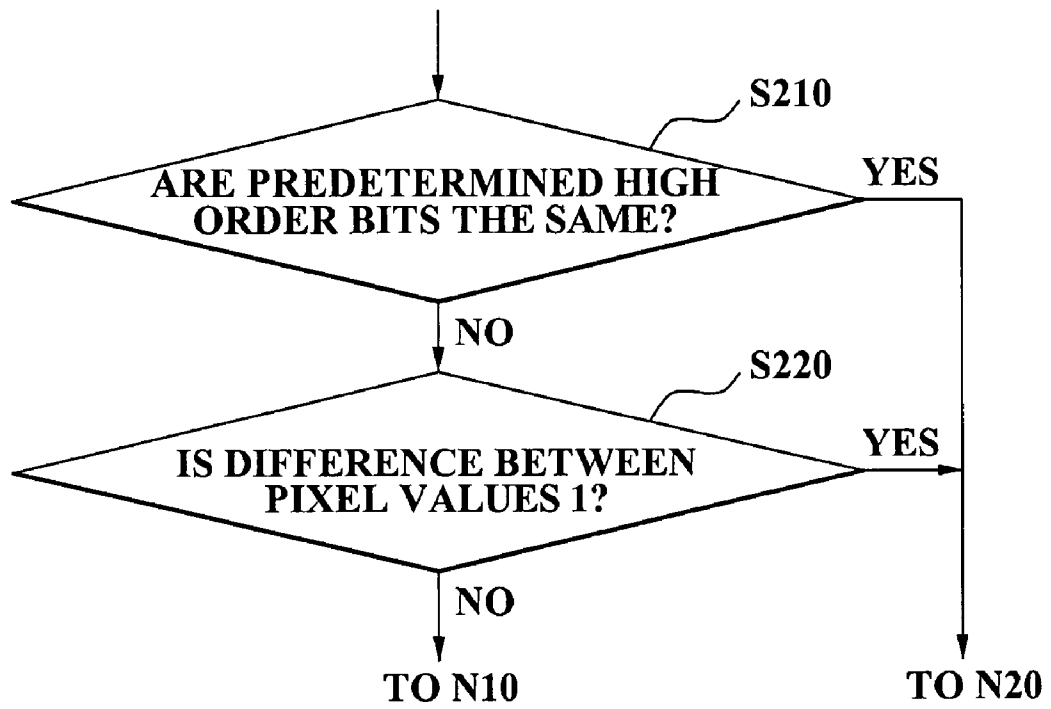 S210
ARE PREDETERMINED HIGH
ORDER BITS THE SAME?
YES
NO
S220
IS DIFFERENCE BETWEEN
PIXEL VALUES 1?
YES
NO
TO N10
TO N20